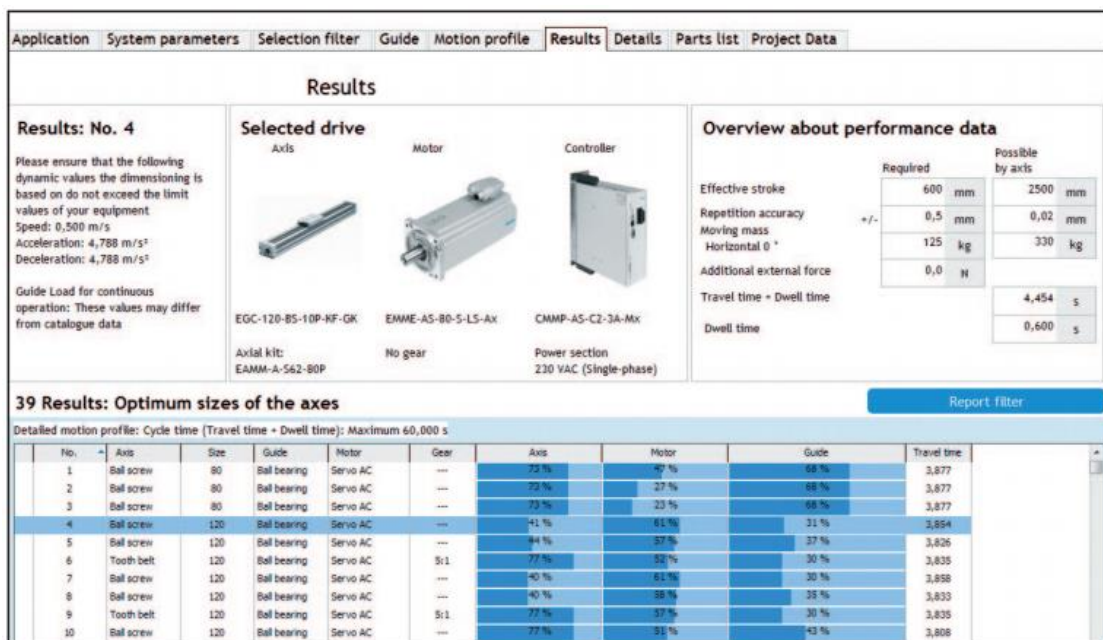 Application System parameters Selection filter Guide Motion profile Results Details Parts list Project Data
Results
Results: No. 4
Please ensure that the following
dynamic values the dimensioning is
based on do not exceed the limit
values of your equipment
Speed: 0,500 m/s
Acceleration: 4,788 m/s²
Deceleration: 4,788 m/s²
Guide Load for continuous
operation: These values may differ
from catalogue data
Selected drive
Axis Motor Controller
EGC-120-BS-10P-KF-GK EMME-AS-80-S-LS-Ax CMMP-AS-C2-3A-Mx
Axial kit: No gear Power section
EAMM-A-S62-80P 230 VAC (Single-phase)
Overview about performance data
Required Possible
by axis
Effective stroke 600 mm 2500 mm
Repetition accuracy +/- 0,5 mm 0,02 mm
Moving mass
Horizontal 0 ° 125 kg 330 kg
Additional external force 0,0 N
Travel time + Dwell time 4,454 s
Dwell time 0,600 s
39 Results: Optimum sizes of the axes Report filter
Detailed motion profile: Cycle time (Travel time + Dwell time): Maximum 60,000 s
No. Axis Size Guide Motor Gear Axis Motor Guide Travel time
1 Ball screw 80 Ball bearing Servo AC --- 73 % 47 % 68 % 3,877
2 Ball screw 80 Ball bearing Servo AC --- 73 % 27 % 68 % 3,877
3 Ball screw 80 Ball bearing Servo AC --- 73 % 23 % 68 % 3,877
4 Ball screw 120 Ball bearing Servo AC --- 41 % 61 % 31 % 3,854
5 Ball screw 120 Ball bearing Servo AC --- 44 % 57 % 37 % 3,826
6 Tooth belt 120 Ball bearing Servo AC 5:1 77 % 52 % 30 % 3,835
7 Ball screw 120 Ball bearing Servo AC --- 40 % 61 % 30 % 3,858
8 Ball screw 120 Ball bearing Servo AC --- 40 % 58 % 35 % 3,833
9 Tooth belt 120 Ball bearing Servo AC 5:1 77 % 57 % 30 % 3,835
10 Ball screw 120 Ball bearing Servo AC --- 77 % 51 % 43 % 3,808